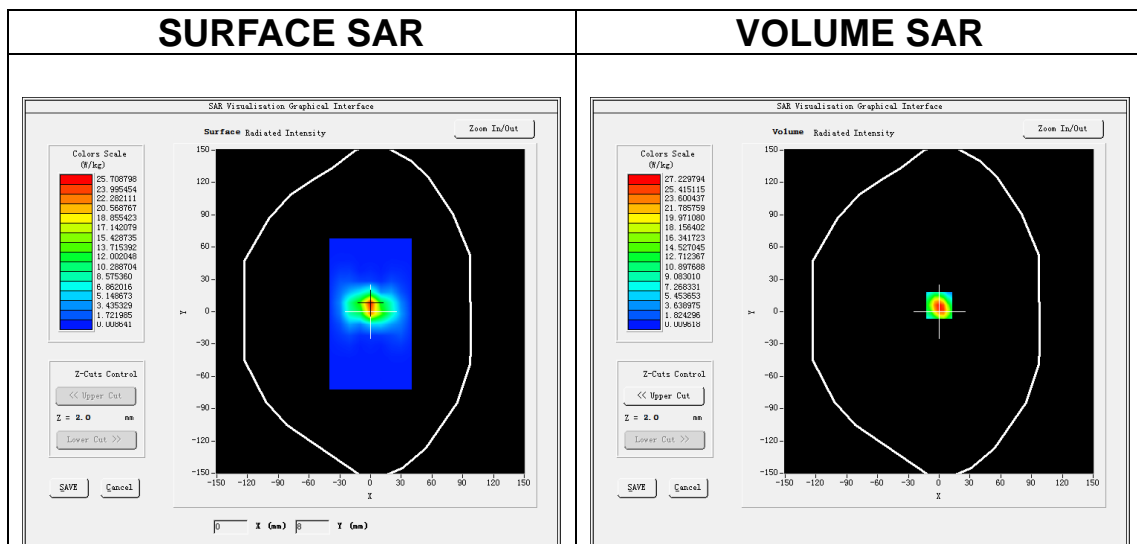 SURFACE SAR
VOLUME SAR
SAR Visualisation Graphical Interface
Surface Radiated Intensity
Zoom In/Out
Colors Scale
(W/kg)
25.708798
23.995454
22.282111
20.568767
18.855423
17.142079
15.428735
13.715392
12.002048
10.288704
8.575360
6.862016
5.148673
3.435329
1.721985
0.008641
150
120
90
60
30
0
-30
-60
-90
-120
-150
Y
-150 -120 -90 -60 -30 0 30 60 90 120 150
X
Z-Cuts Control
<< Upper Cut
Z = 2.0 mm
Lower Cut >>
SAVE Cancel
0 X (mm) 8 Y (mm)
SAR Visualisation Graphical Interface
Volume Radiated Intensity
Zoom In/Out
Colors Scale
(W/kg)
27.229794
25.415115
23.600437
21.785759
19.971080
18.156402
16.341723
14.527045
12.712367
10.897688
9.083010
7.268331
5.453653
3.638975
1.824296
0.009618
150
120
90
60
30
0
-30
-60
-90
-120
-150
Y
-150 -120 -90 -60 -30 0 30 60 90 120 150
X
Z-Cuts Control
<< Upper Cut
Z = 2.0 mm
Lower Cut >>
SAVE Cancel